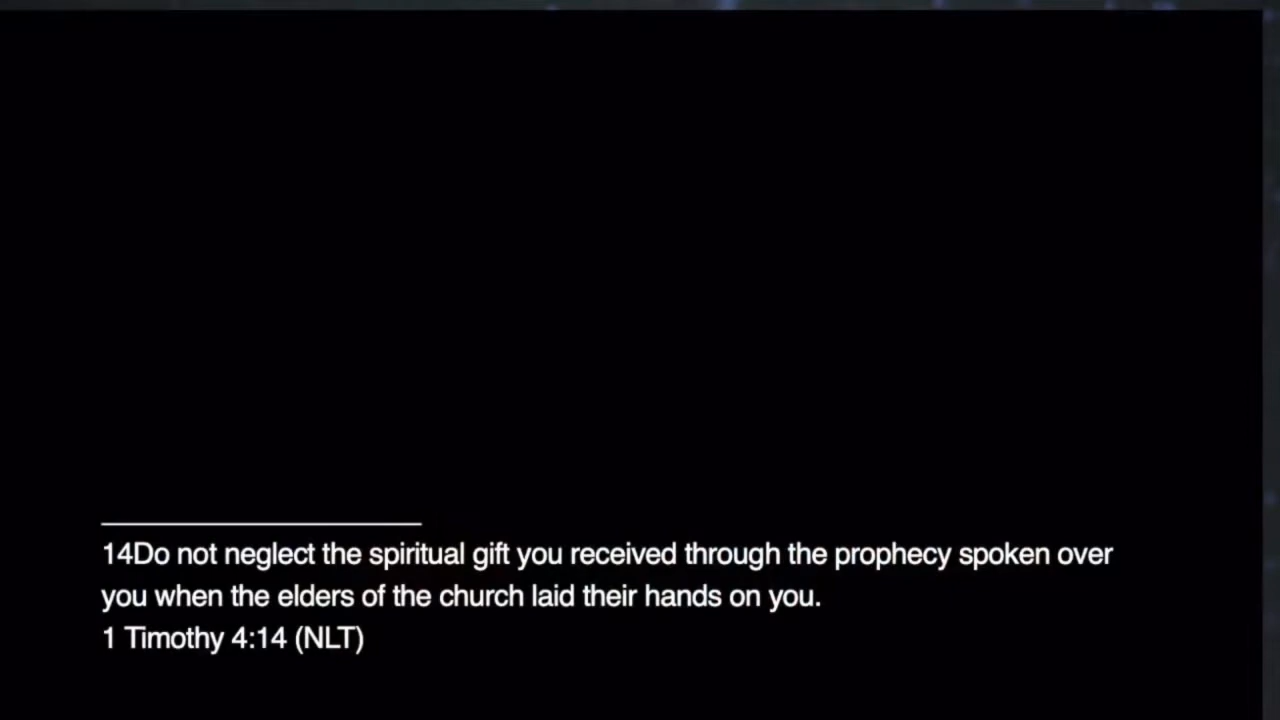 14Do not neglect the spiritual gift you received through the prophecy spoken over
you when the elders of the church laid their hands on you.
1 Timothy 4:14 (NLT)